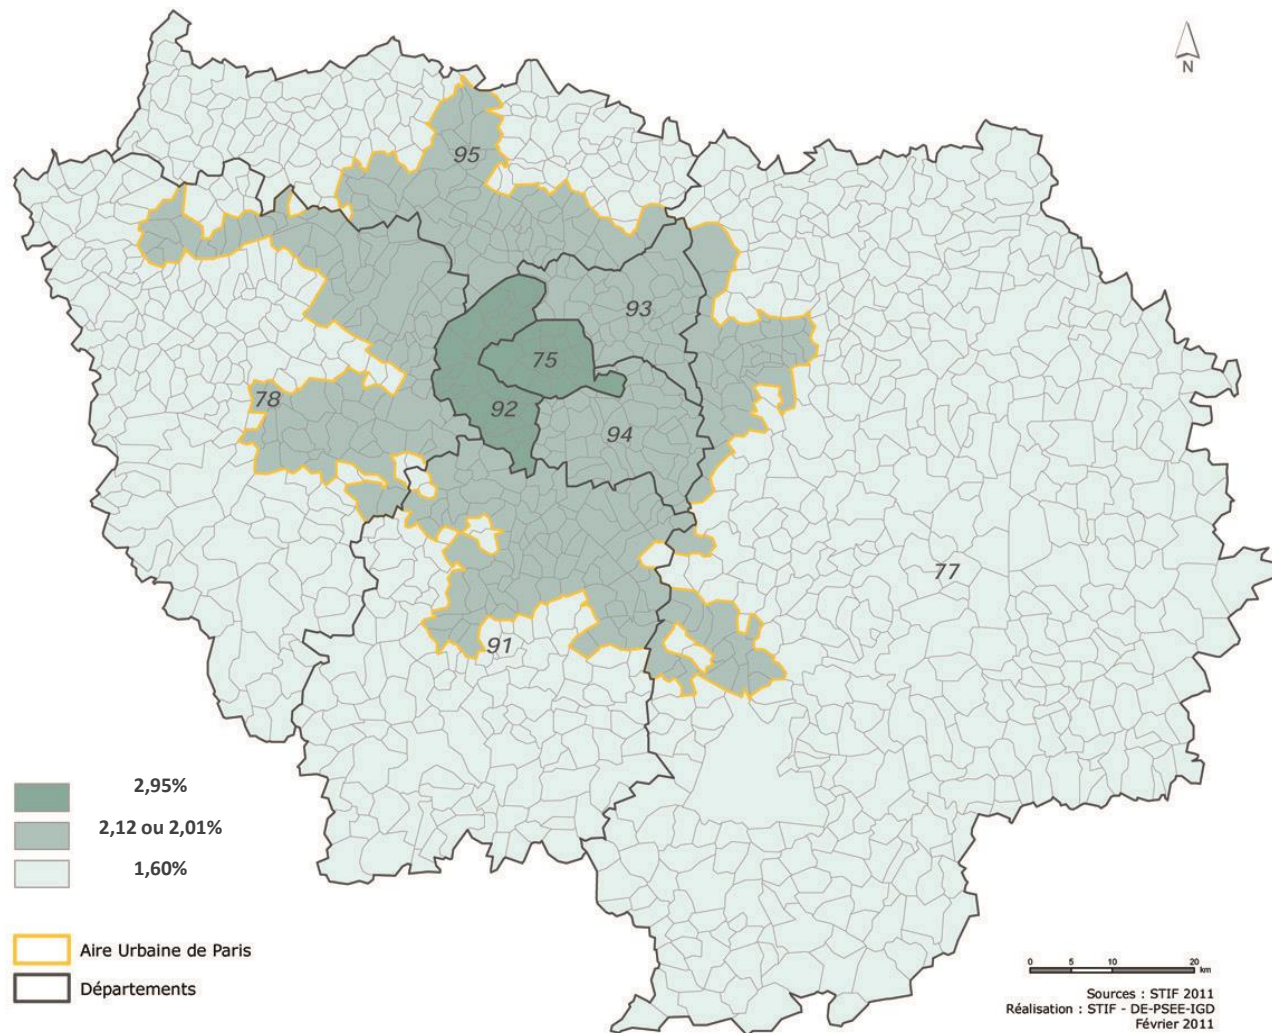 N
95
93
75
78
92
94
77
91
2,95%
2,12 ou 2,01%
1,60%
Aire Urbaine de Paris
Départements
0 5 10 20
km
Sources : STIF 2011
Réalisation : STIF - DE-PSEE-IGD
Février 2011